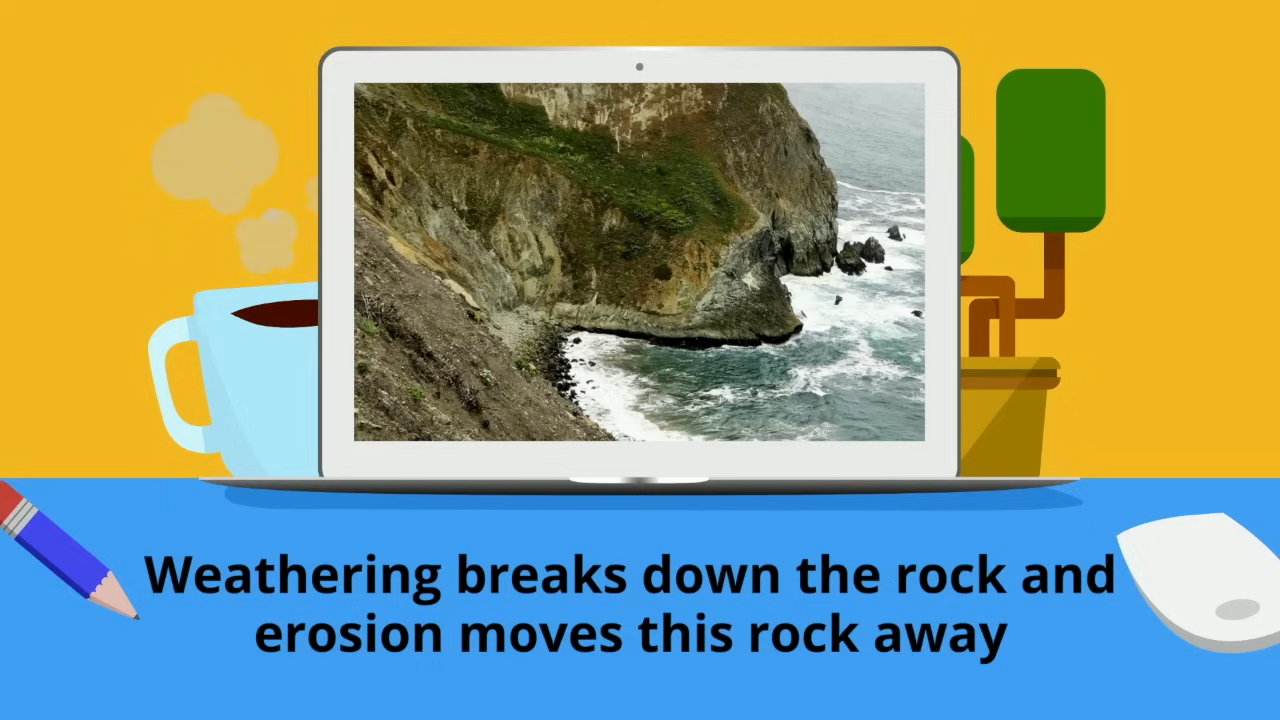 Weathering breaks down the rock and
erosion moves this rock away